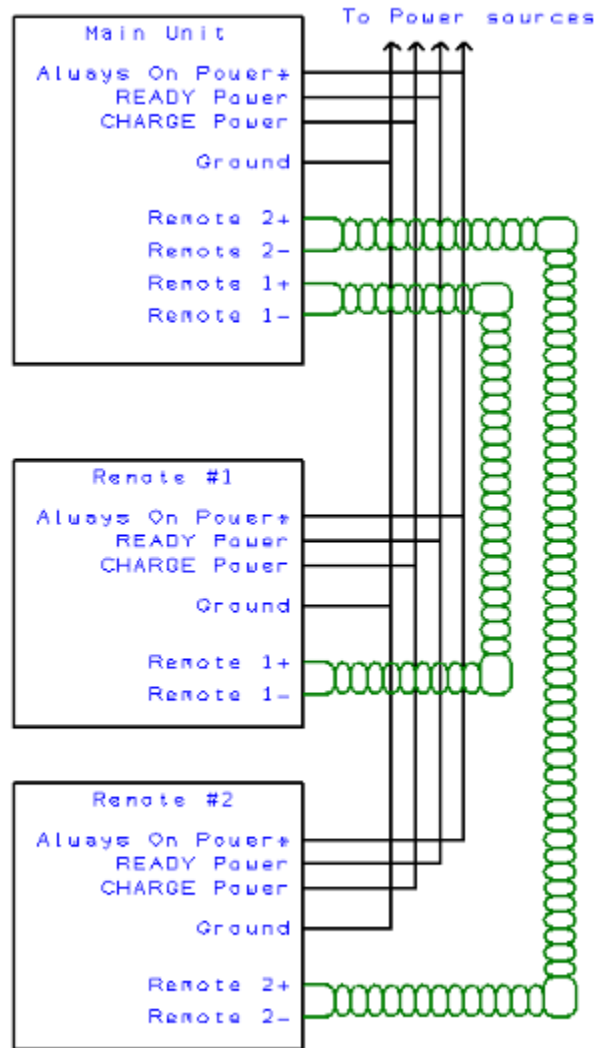 To Power sources
Main Unit
Always On Power*
READY Power
CHARGE Power
Ground
Remote 2+
Remote 2-
Remote 1+
Remote 1-
Remote #1
Always On Power*
READY Power
CHARGE Power
Ground
Remote 1+
Remote 1-
Remote #2
Always On Power*
READY Power
CHARGE Power
Ground
Remote 2+
Remote 2-